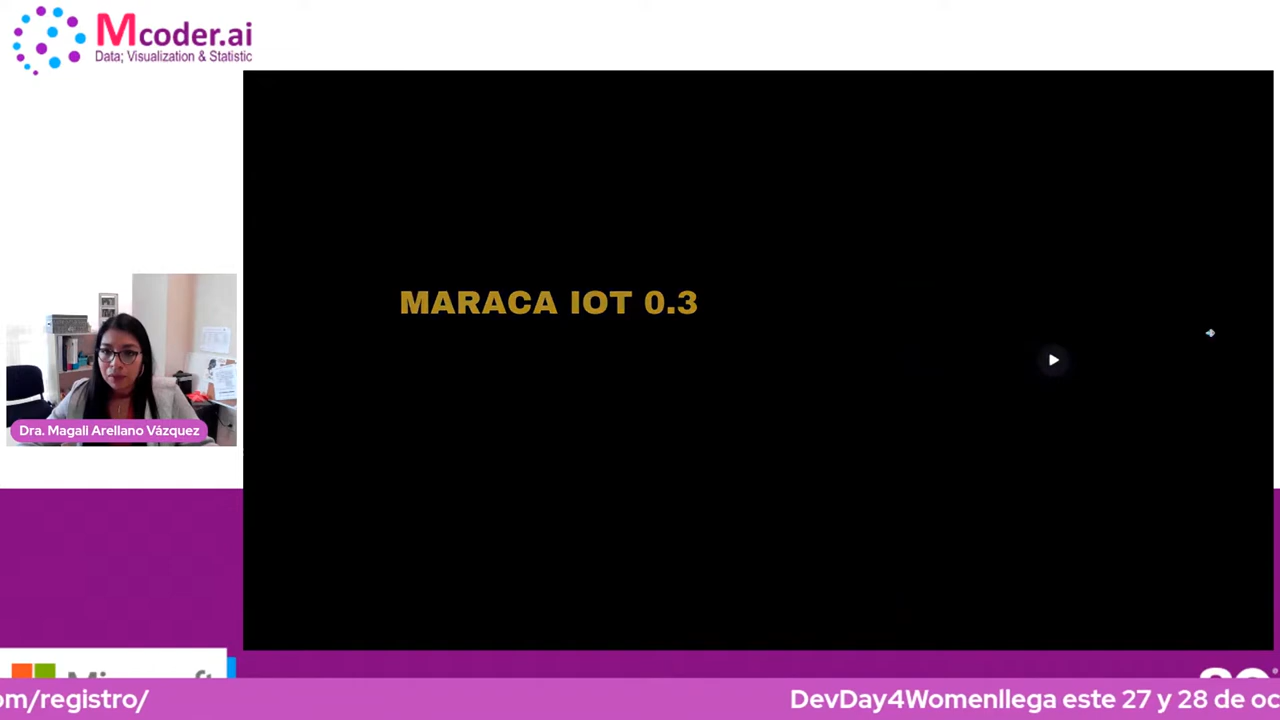 Mcoder.ai
Data; Visualization & Statistic
MARACA IOT 0.3
Dra. Magali Arellano Vázquez
Microsoft
om/registro/
DevDay4Womenllega este 27 y 28 de oc